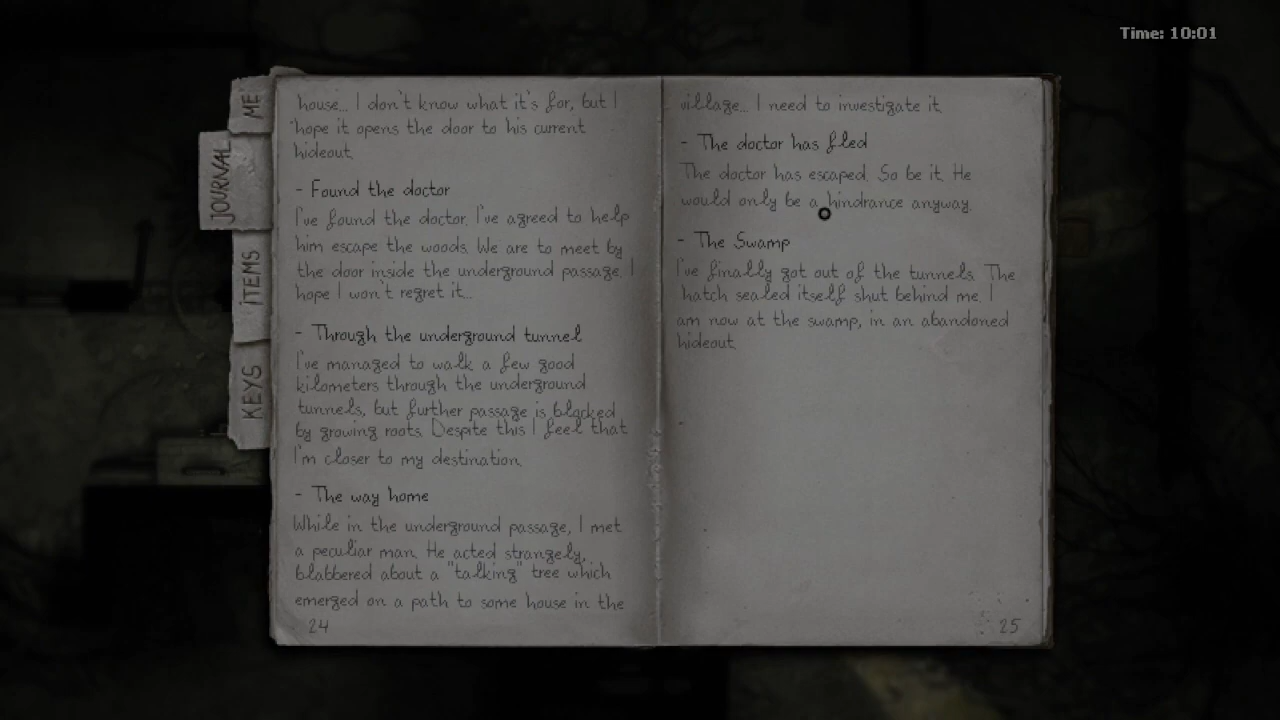 Time: 10:01
ME
JOURNAL
ITEMS
KEYS
house... I don't know what it's for, but I
hope it opens the door to his current
hideout.
- Found the doctor
I've found the doctor. I've agreed to help
him escape the woods. We are to meet by
the door inside the underground passage. I
hope I won't regret it...
- Through the underground tunnel
I've managed to walk a few good
kilometers through the underground
tunnels, but further passage is blocked
by growing roots. Despite this I feel that
I'm closer to my destination.
- The way home
While in the underground passage, I met
a peculiar man. He acted strangely,
blabbered about a "talking" tree which
emerged on a path to some house in the
24
village... I need to investigate it.
- The doctor has fled
The doctor has escaped. So be it. He
would only be a hindrance anyway.
- The Swamp
I've finally got out of the tunnels. The
hatch sealed itself shut behind me. I
am now at the swamp, in an abandoned
hideout.
25